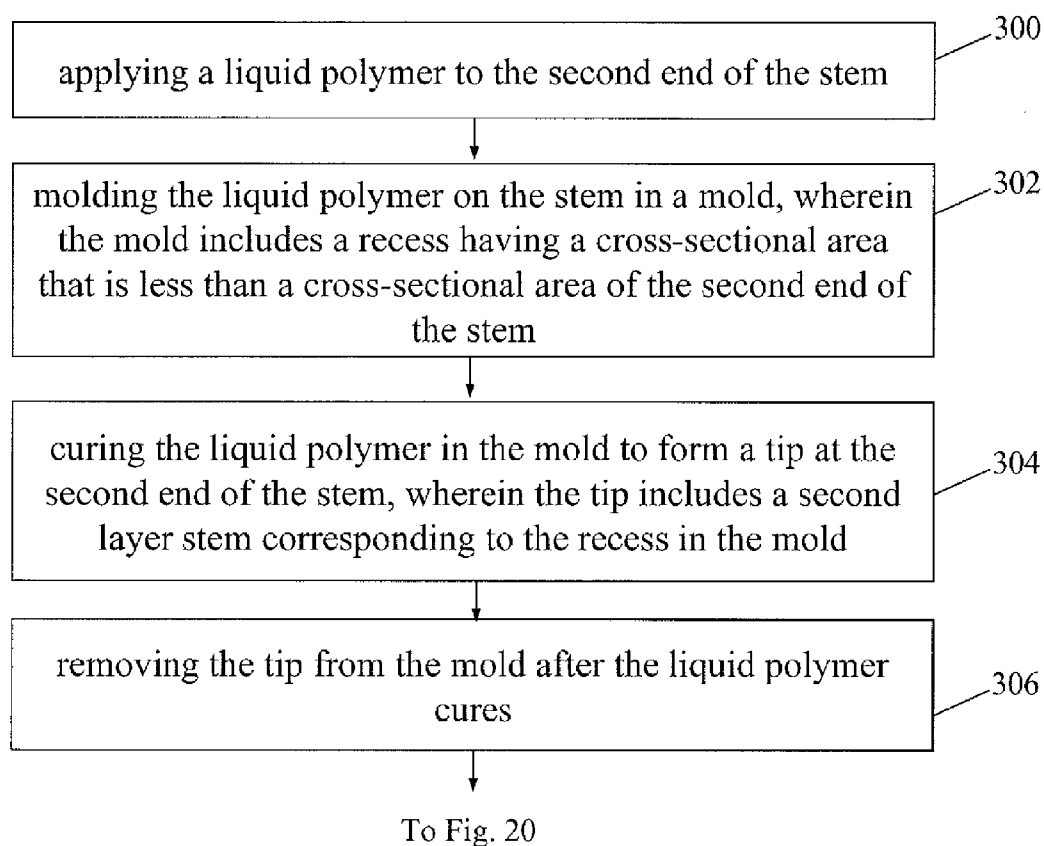 300
applying a liquid polymer to the second end of the stem
302
molding the liquid polymer on the stem in a mold, wherein
the mold includes a recess having a cross-sectional area
that is less than a cross-sectional area of the second end of
the stem
304
curing the liquid polymer in the mold to form a tip at the
second end of the stem, wherein the tip includes a second
layer stem corresponding to the recess in the mold
306
removing the tip from the mold after the liquid polymer
cures
To Fig. 20